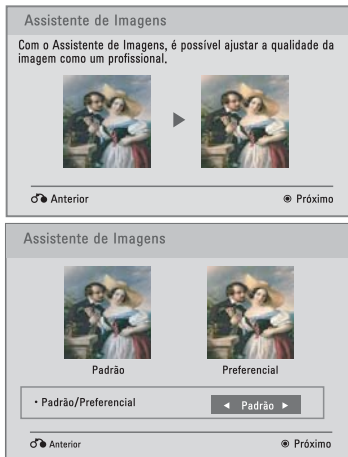 Assistente de Imagens
Com o Assistente de Imagens, é possível ajustar a qualidade da
imagem como um profissional.
Anterior
Próximo
Assistente de Imagens
Padrão
Preferencial
• Padrão/Preferencial
◄ Padrão ►
Anterior
Próximo